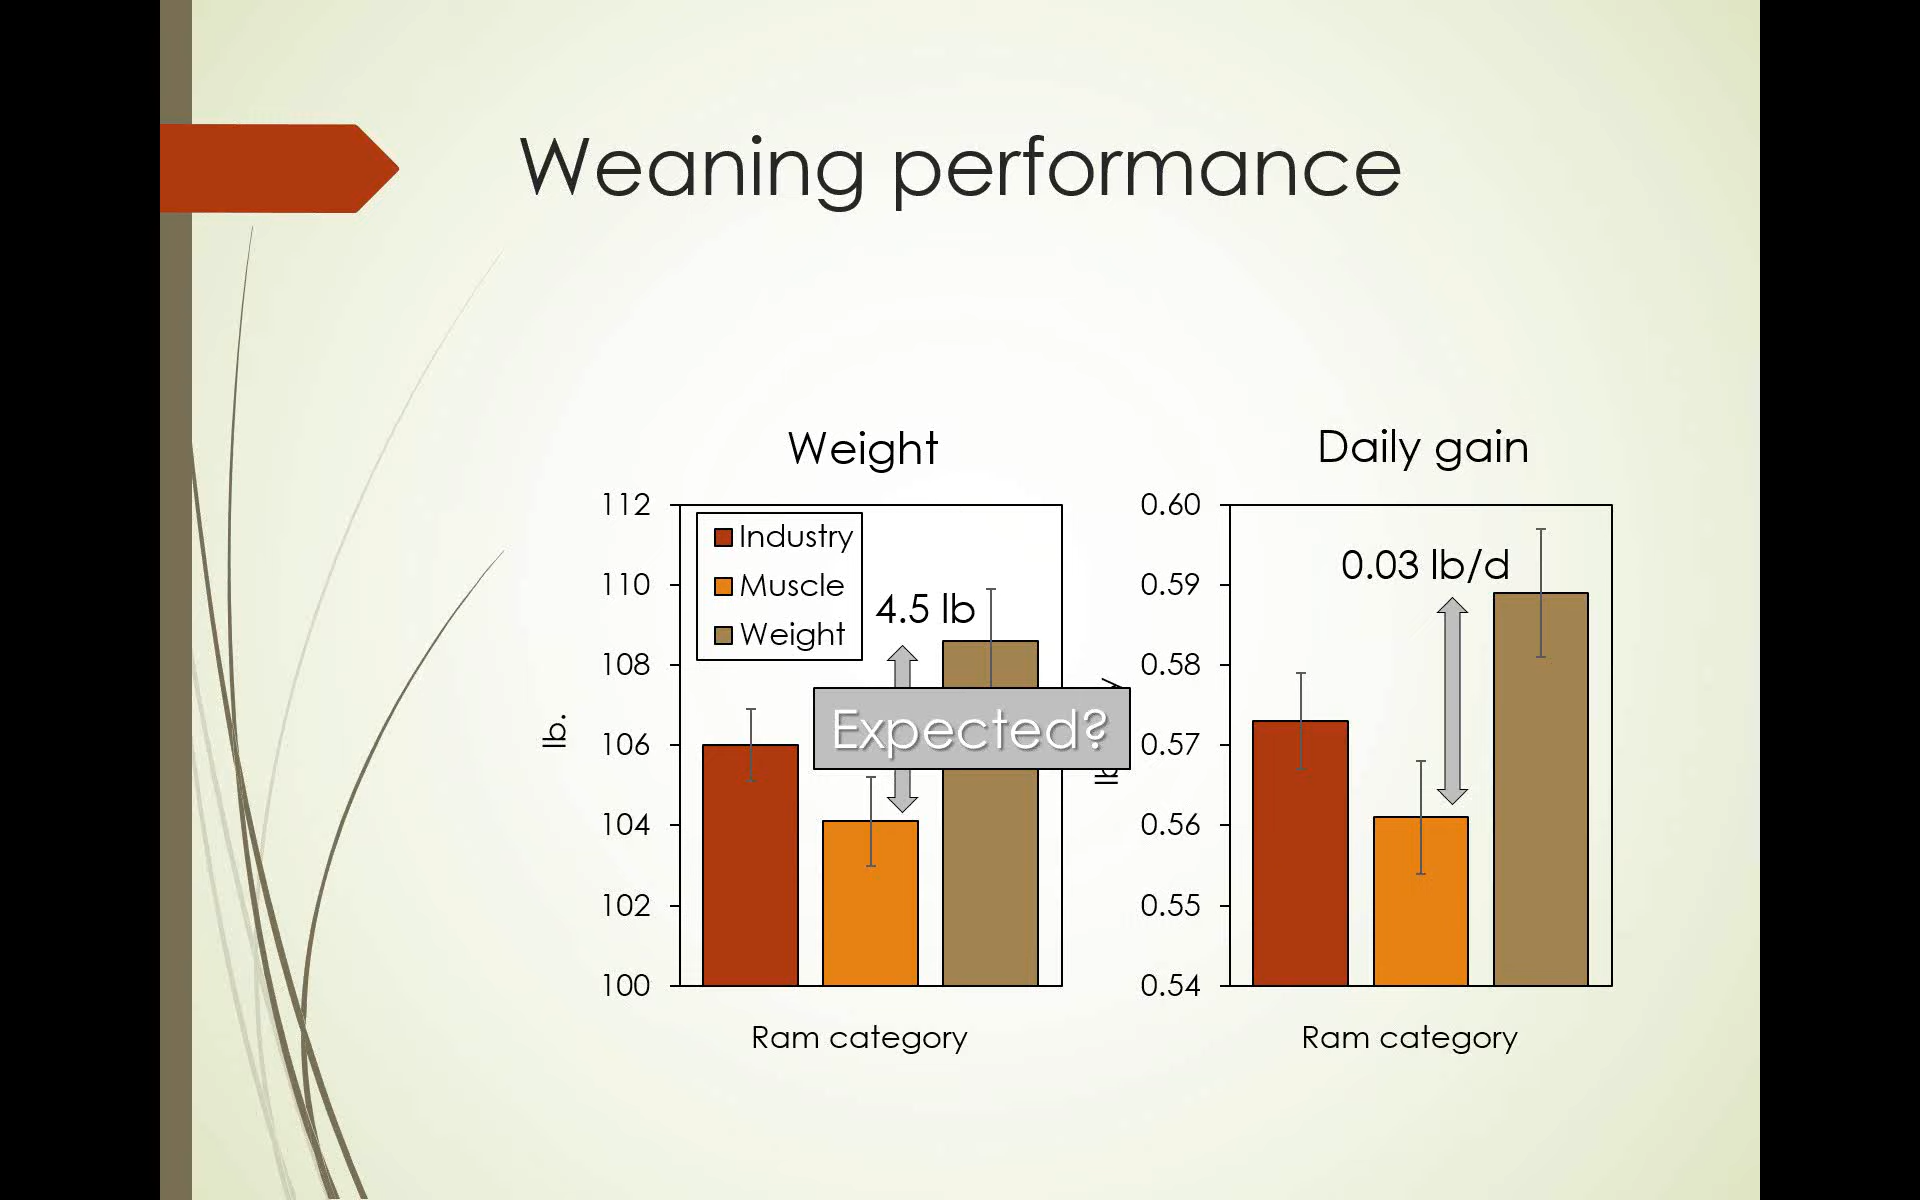 Weaning performance
Weight
112
110
108
106
104
102
100
lb.
Industry
Muscle
Weight
4.5 lb
Expected?
Ram category
Daily gain
0.60
0.59
0.58
0.57
0.56
0.55
0.54
0.03 lb/d
Ram category